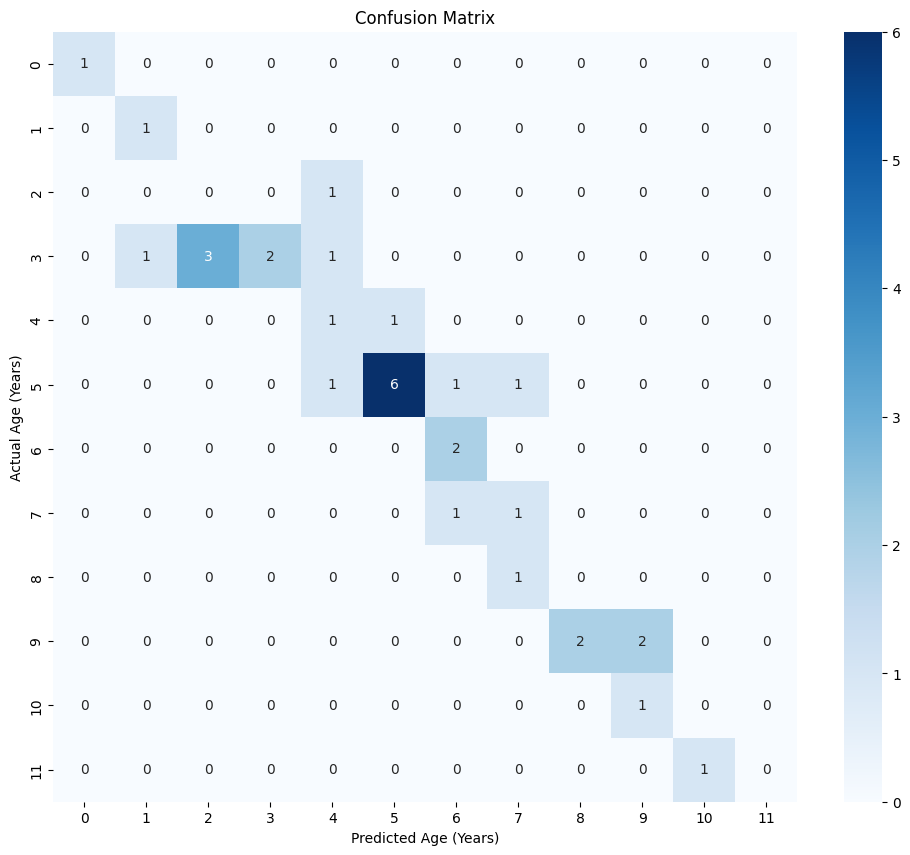 Confusion Matrix
0 1 0 0 0 0 0 0 0 0 0 0 0
1 0 1 0 0 0 0 0 0 0 0 0 0
2 0 0 0 0 1 0 0 0 0 0 0 0
3 0 1 3 2 1 0 0 0 0 0 0 0
4 0 0 0 0 1 1 0 0 0 0 0 0
5 0 0 0 0 1 6 1 1 0 0 0 0
6 0 0 0 0 0 0 2 0 0 0 0 0
7 0 0 0 0 0 0 1 1 0 0 0 0
8 0 0 0 0 0 0 0 1 0 0 0 0
9 0 0 0 0 0 0 0 0 2 2 0 0
10 0 0 0 0 0 0 0 0 0 1 0 0
11 0 0 0 0 0 0 0 0 0 0 1 0
0 1 2 3 4 5 6 7 8 9 10 11
Predicted Age (Years)
Actual Age (Years)
6
5
4
3
2
1
0